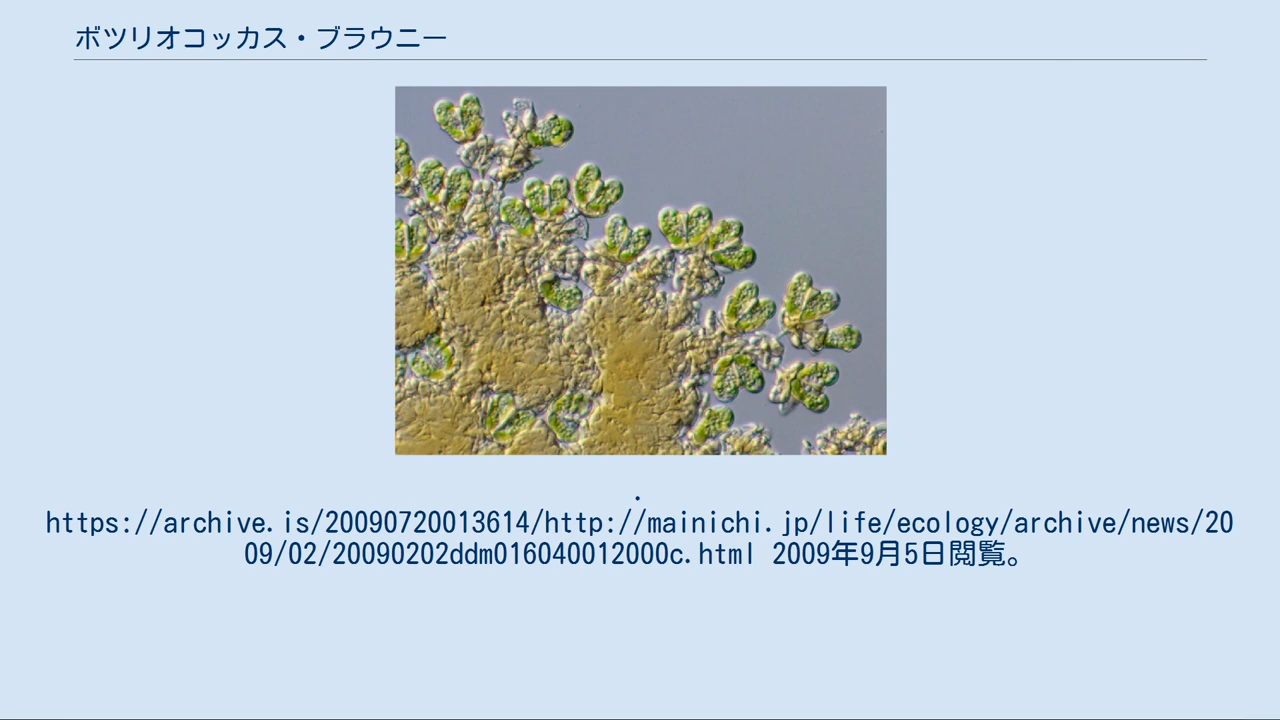 ボツリオコッカス・ブラウニー
.
https://archive.is/20090720013614/http://mainichi.jp/life/ecology/archive/news/20
09/02/20090202ddm016040012000c.html 2009年9月5日閲覧。